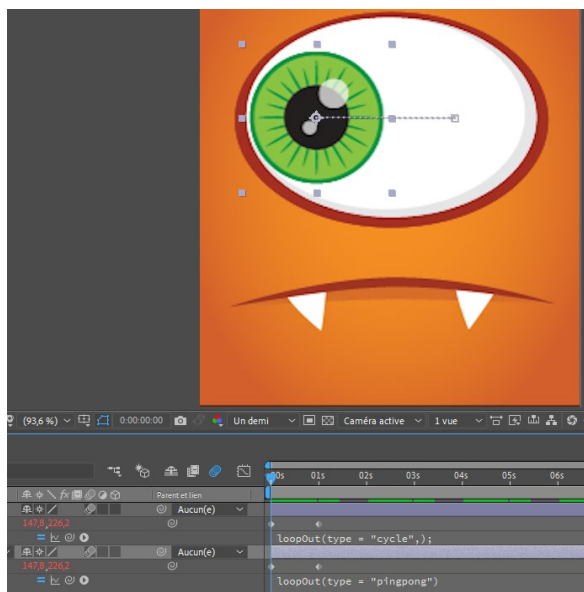 (93,6 %)
0:00:00:00
Un demi
Caméra active
1 vue
00s 01s 02s 03s 04s 05s 06s
Parent et lien
Aucun(e)
147,8,226,2
loopOut(type = "cycle",);
Aucun(e)
147,8,226,2
loopOut(type = "pingpong")